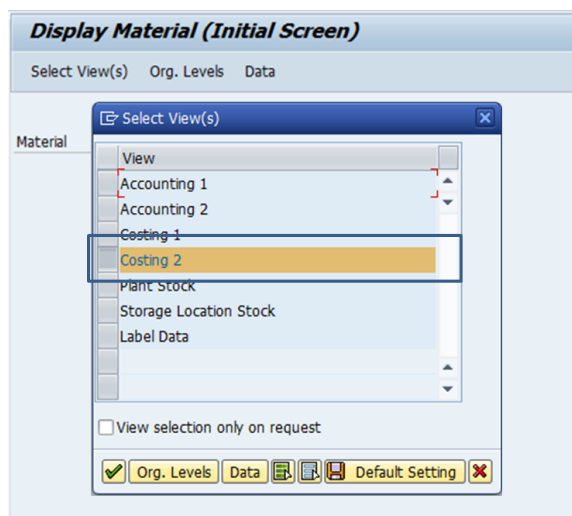 Display Material (Initial Screen)
Select View(s) Org. Levels Data
Select View(s)
Material
View
Accounting 1
Accounting 2
Costing 1
Costing 2
Plant Stock
Storage Location Stock
Label Data
View selection only on request
Org. Levels Data Default Setting